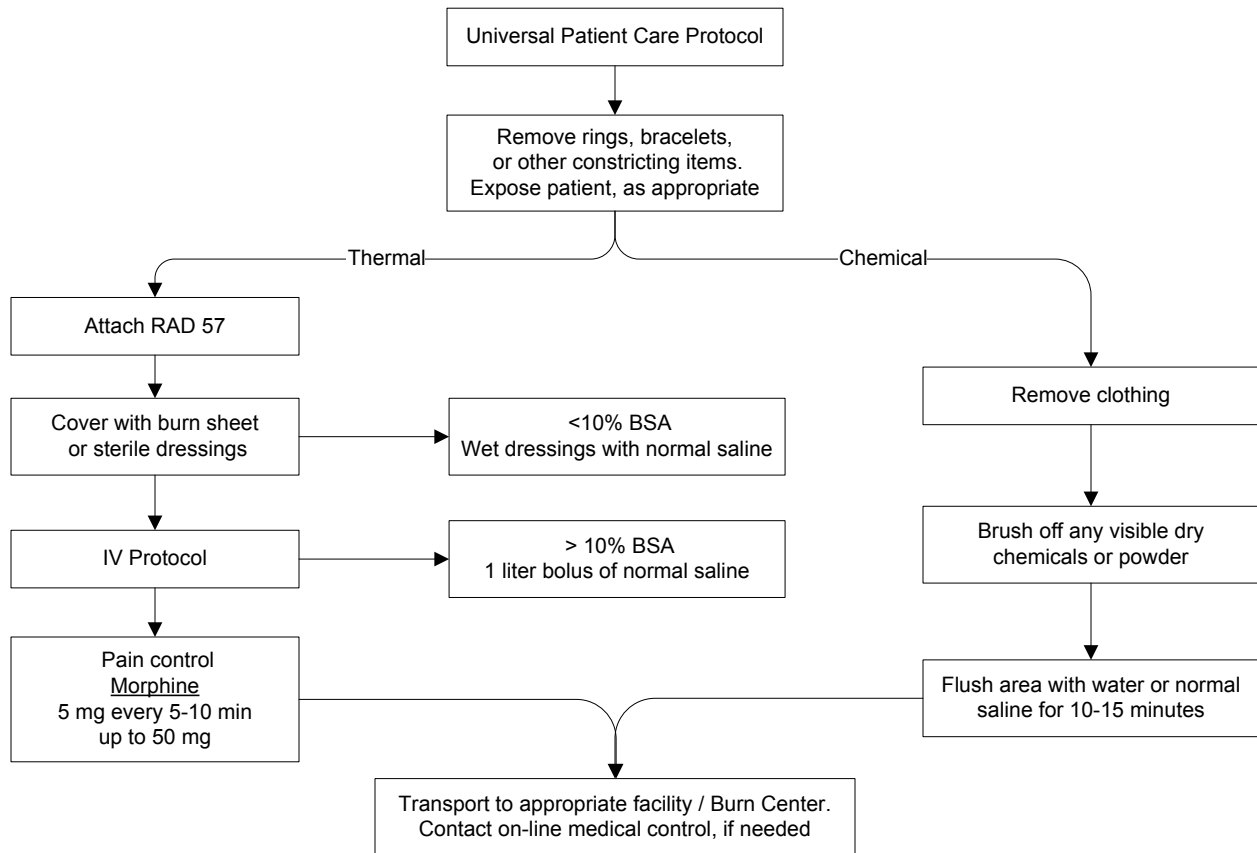 Universal Patient Care Protocol
Remove rings, bracelets,
or other constricting items.
Expose patient, as appropriate
Thermal
Chemical
Attach RAD 57
Cover with burn sheet
or sterile dressings
<10% BSA
Wet dressings with normal saline
IV Protocol
> 10% BSA
1 liter bolus of normal saline
Pain control
Morphine
5 mg every 5-10 min
up to 50 mg
Remove clothing
Brush off any visible dry
chemicals or powder
Flush area with water or normal
saline for 10-15 minutes
Transport to appropriate facility / Burn Center.
Contact on-line medical control, if needed